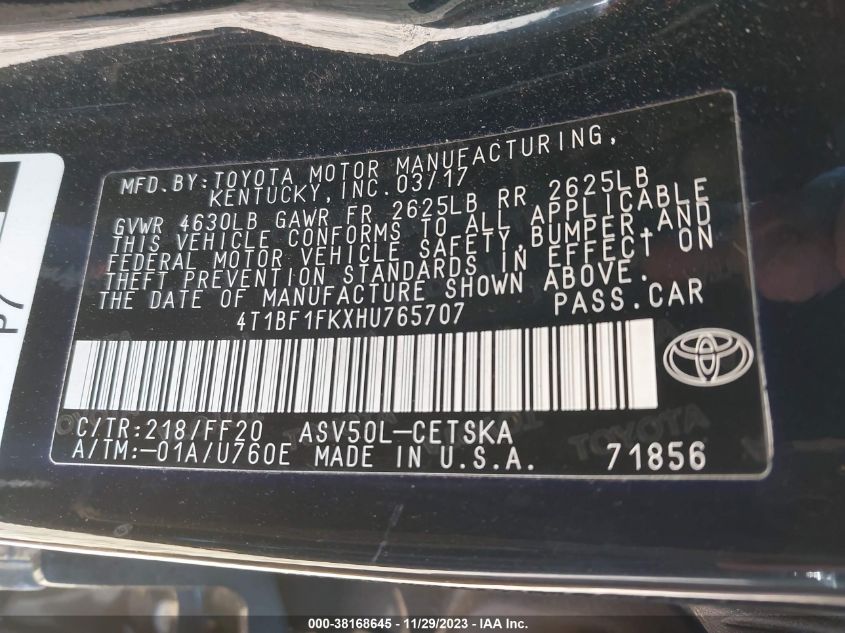 MFD.BY:TOYOTA MOTOR MANUFACTURING,
KENTUCKY, INC. 03/17
GVWR 4630LB GAWR FR 2625LB RR 2625LB
THIS VEHICLE CONFORMS TO ALL APPLICABLE
FEDERAL MOTOR VEHICLE SAFETY,BUMPER,AND
THEFT PREVENTION STANDARDS IN EFFECT ON
THE DATE OF MANUFACTURE SHOWN ABOVE.
4T1BF1FKXHU765707 PASS.CAR
C/TR:218/FF20 ASV50L-CETSKA
A/TM:-01A/U760E MADE IN U.S.A. 71856
P7
000-38168645 - 11/29/2023 - IAA, Inc.